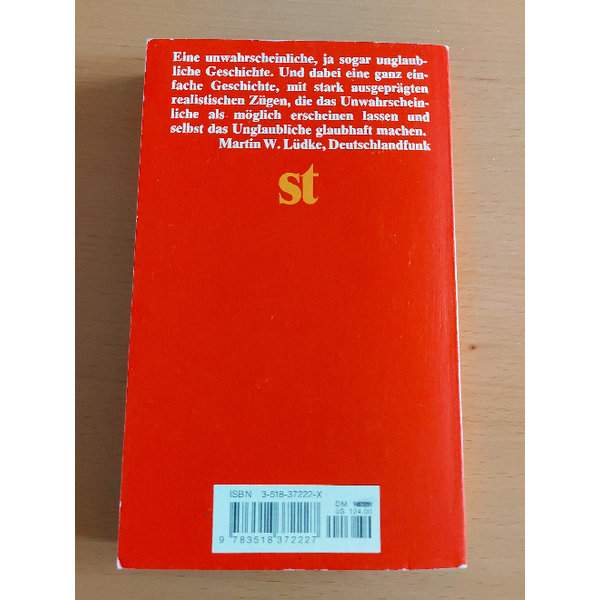 Eine unwahrscheinliche, ja sogar unglaub-
liche Geschichte. Und dabei eine ganz ein-
fache Geschichte, mit stark ausgeprägten
realistischen Zügen, die das Unwahrschein-
liche als möglich erscheinen lassen und
selbst das Unglaubliche glaubhaft machen.
Martin W. Lüdke, Deutschlandfunk
st
ISBN 3-518-37222-X
DM
öS 124.00
9 783518 372227